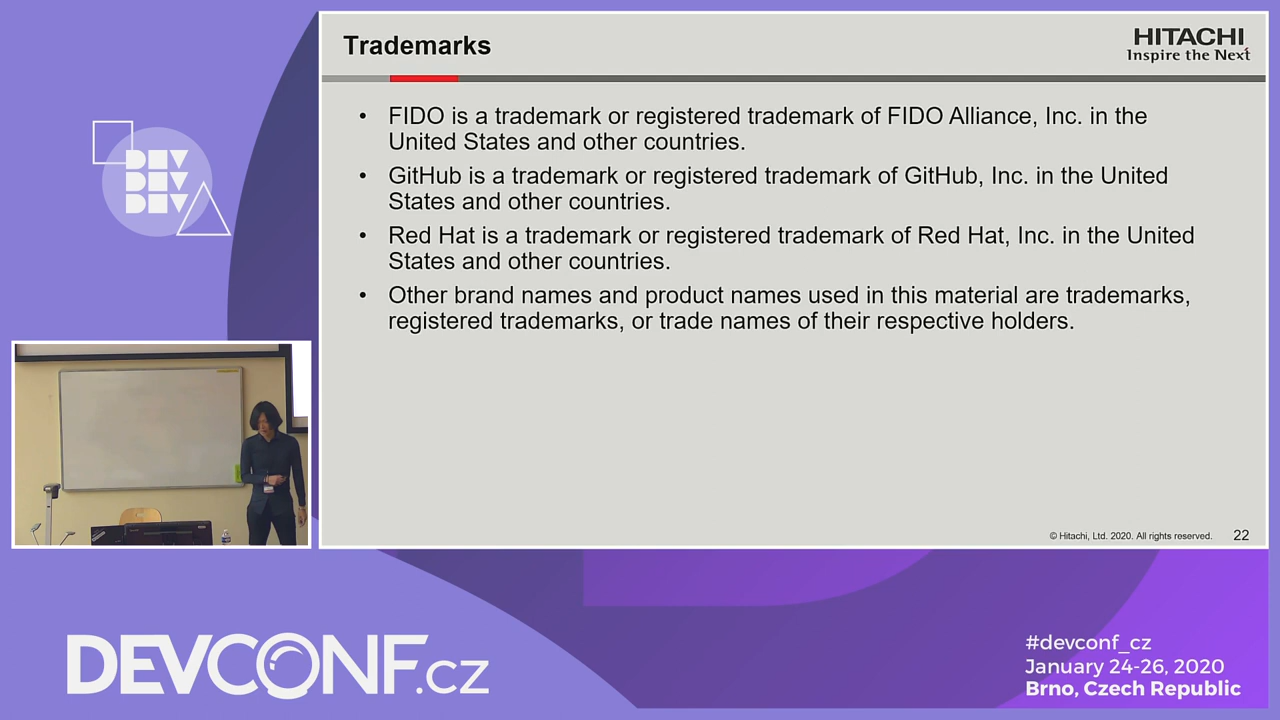 Trademarks
HITACHI
Inspire the Next
• FIDO is a trademark or registered trademark of FIDO Alliance, Inc. in the
United States and other countries.
• GitHub is a trademark or registered trademark of GitHub, Inc. in the United
States and other countries.
• Red Hat is a trademark or registered trademark of Red Hat, Inc. in the United
States and other countries.
• Other brand names and product names used in this material are trademarks,
registered trademarks, or trade names of their respective holders.
© Hitachi, Ltd. 2020. All rights reserved.
22
DEV
DEV
DEV
DEVCONF.cz
#devconf_cz
January 24-26, 2020
Brno, Czech Republic